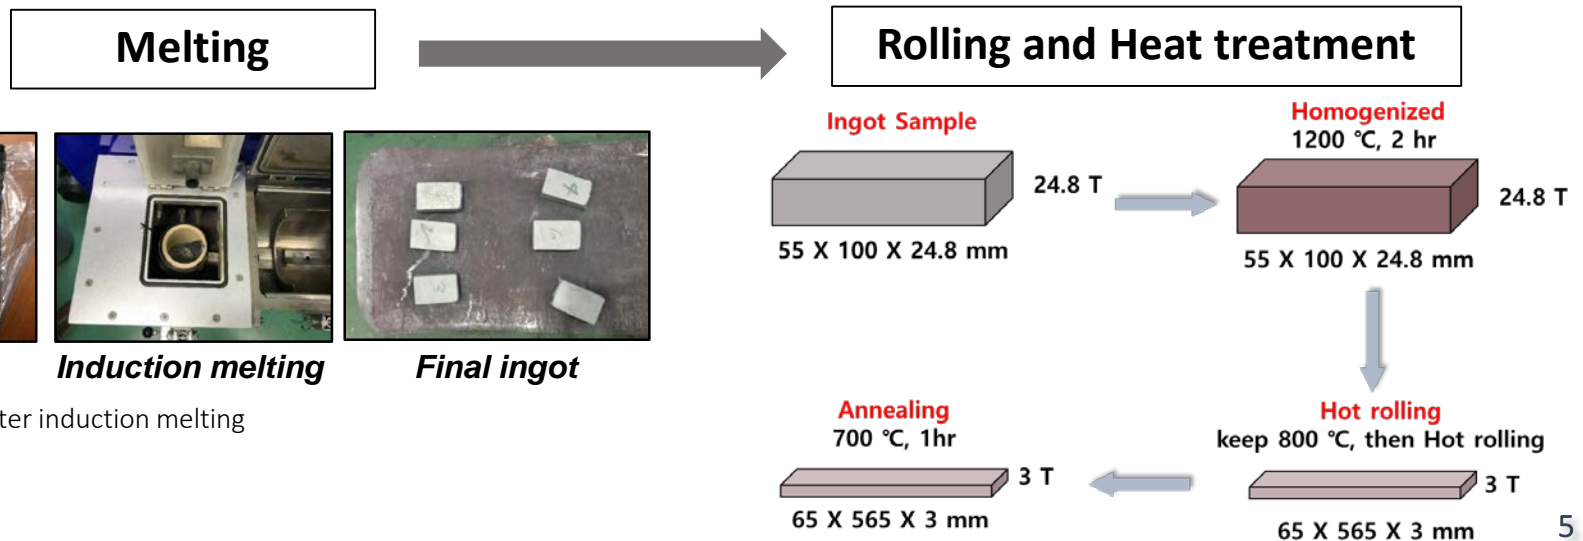 Melting
Rolling and Heat treatment
Induction melting
Final ingot
ter induction melting
Ingot Sample
24.8 T
55 X 100 X 24.8 mm
Homogenized
1200 ℃, 2 hr
24.8 T
55 X 100 X 24.8 mm
Hot rolling
keep 800 ℃, then Hot rolling
3 T
65 X 565 X 3 mm
Annealing
700 ℃, 1hr
3 T
65 X 565 X 3 mm
5